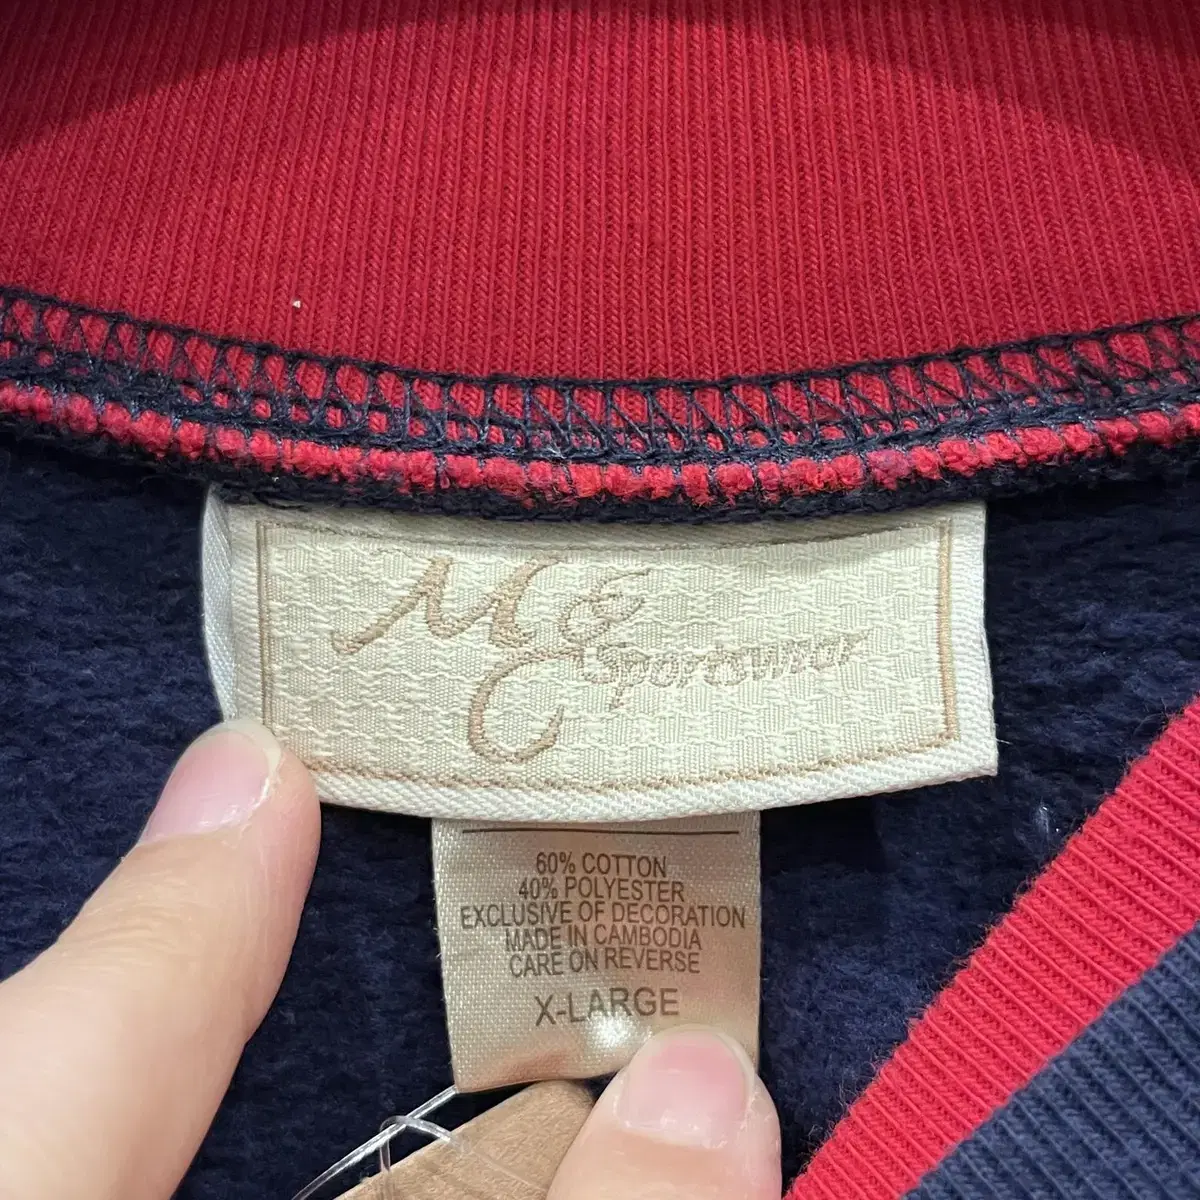 M & C Sportswear
60% COTTON
40% POLYESTER
EXCLUSIVE OF DECORATION
MADE IN CAMBODIA
CARE ON REVERSE
X-LARGE